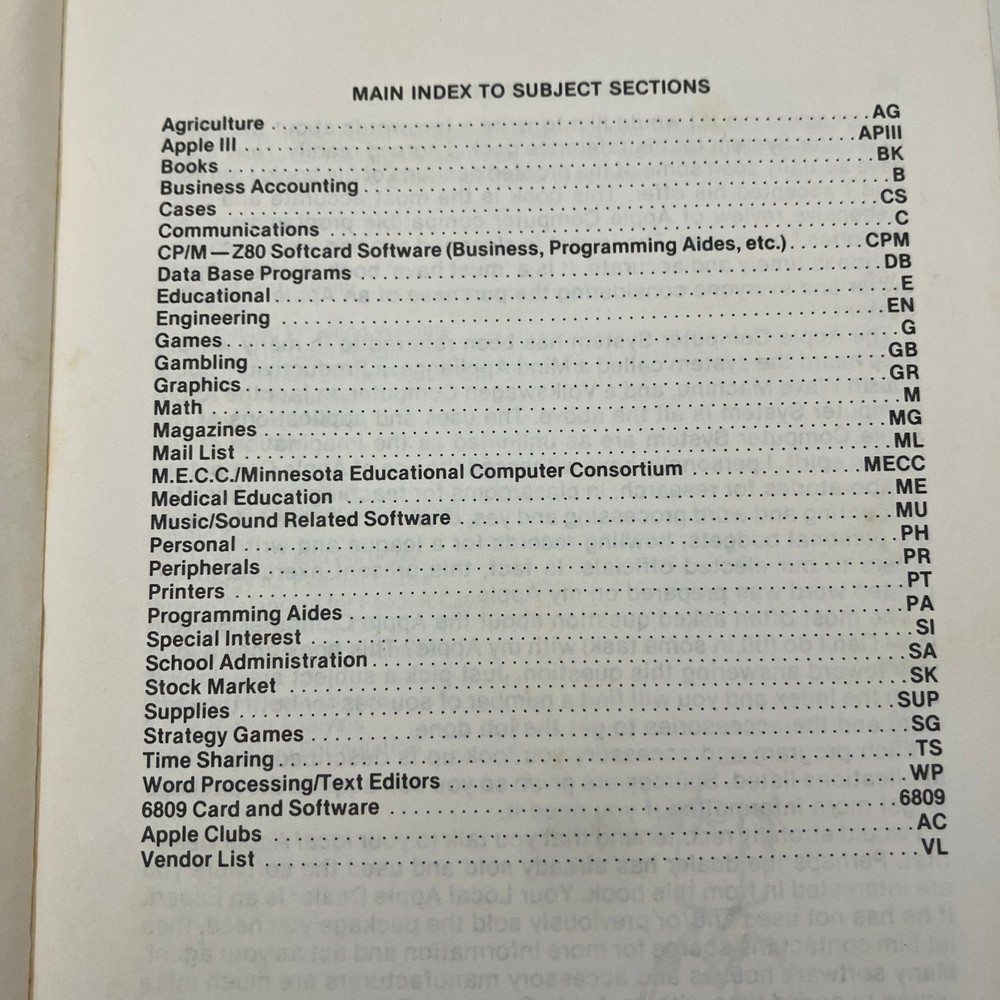 MAIN INDEX TO SUBJECT SECTIONS
Agriculture . . . . . . . . . . . . . . . . . . . . AG
Apple III . . . . . . . . . . . . . . . . . . . . APIII
Books . . . . . . . . . . . . . . . . . . . . BK
Business Accounting . . . . . . . . . . . . . . . . . . . . B
Cases . . . . . . . . . . . . . . . . . . . . CS
Communications . . . . . . . . . . . . . . . . . . . . C
CP/M—Z80 Softcard Software (Business, Programming Aides, etc.) . . . . . . . CPM
Data Base Programs . . . . . . . . . . . . . . . . . . . . DB
Educational . . . . . . . . . . . . . . . . . . . . E
Engineering . . . . . . . . . . . . . . . . . . . . EN
Games . . . . . . . . . . . . . . . . . . . . G
Gambling . . . . . . . . . . . . . . . . . . . . GB
Graphics . . . . . . . . . . . . . . . . . . . . GR
Math . . . . . . . . . . . . . . . . . . . . M
Magazines . . . . . . . . . . . . . . . . . . . . MG
Mail List . . . . . . . . . . . . . . . . . . . . ML
M.E.C.C./Minnesota Educational Computer Consortium . . . . . . . . . . . . . . MECC
Medical Education . . . . . . . . . . . . . . . . . . . . ME
Music/Sound Related Software . . . . . . . . . . . . . . . . . . . . MU
Personal . . . . . . . . . . . . . . . . . . . . PH
Peripherals . . . . . . . . . . . . . . . . . . . . PR
Printers . . . . . . . . . . . . . . . . . . . . PT
Programming Aides . . . . . . . . . . . . . . . . . . . . PA
Special Interest . . . . . . . . . . . . . . . . . . . . SI
School Administration . . . . . . . . . . . . . . . . . . . . SA
Stock Market . . . . . . . . . . . . . . . . . . . . SK
Supplies . . . . . . . . . . . . . . . . . . . . SUP
Strategy Games . . . . . . . . . . . . . . . . . . . . SG
Time Sharing . . . . . . . . . . . . . . . . . . . . TS
Word Processing/Text Editors . . . . . . . . . . . . . . . . . . . . WP
6809 Card and Software . . . . . . . . . . . . . . . . . . . . 6809
Apple Clubs . . . . . . . . . . . . . . . . . . . . AC
Vendor List . . . . . . . . . . . . . . . . . . . . VL